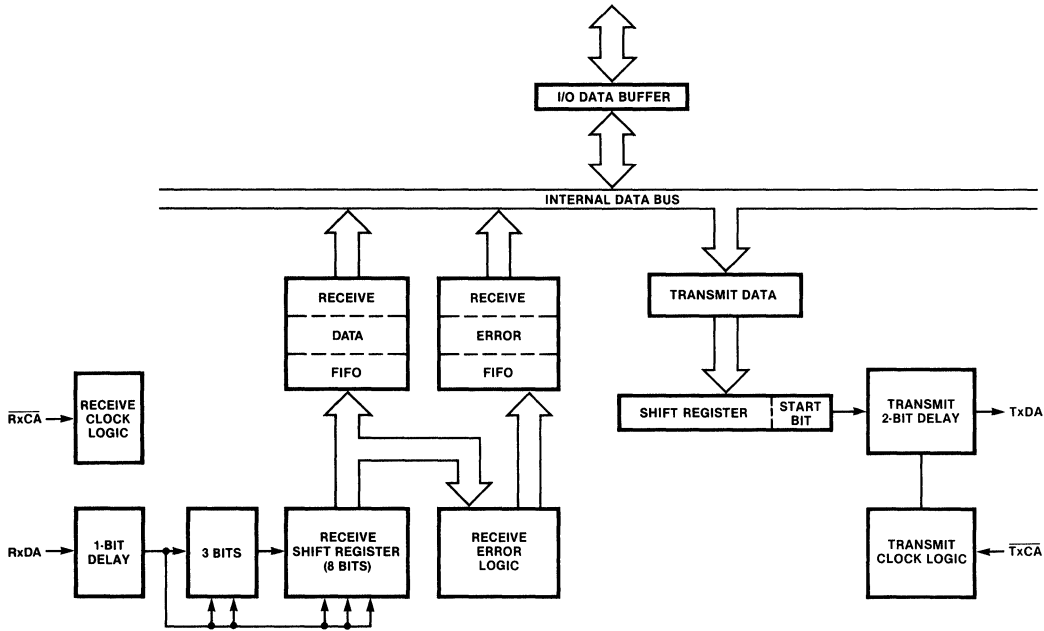 I/O DATA BUFFER
INTERNAL DATA BUS
RECEIVE
DATA
FIFO
RECEIVE
ERROR
FIFO
TRANSMIT DATA
SHIFT REGISTER
START
BIT
TRANSMIT
2-BIT DELAY
TxDA
RxCA
RECEIVE
CLOCK
LOGIC
RxDA
1-BIT
DELAY
3 BITS
RECEIVE
SHIFT REGISTER
(8 BITS)
RECEIVE
ERROR
LOGIC
TRANSMIT
CLOCK LOGIC
TxCA